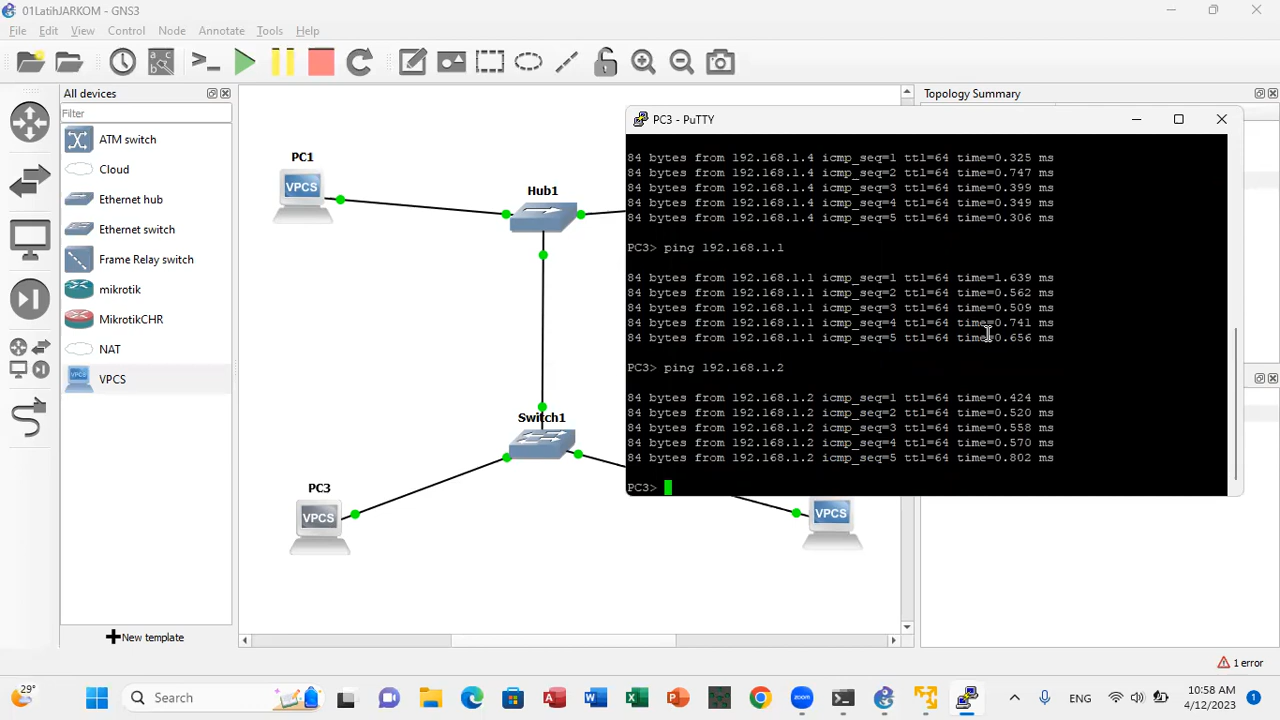 01LatihJARKOM - GNS3
File Edit View Control Node Annotate Tools Help
All devices
Filter
ATM switch
Cloud
Ethernet hub
Ethernet switch
Frame Relay switch
mikrotik
MikrotikCHR
NAT
VPCS
New template
PC1
VPCS
Hub1
Switch1
PC3
VPCS
VPCS
Topology Summary
PC3 - PuTTY
84 bytes from 192.168.1.4 icmp_seq=1 ttl=64 time=0.325 ms
84 bytes from 192.168.1.4 icmp_seq=2 ttl=64 time=0.747 ms
84 bytes from 192.168.1.4 icmp_seq=3 ttl=64 time=0.399 ms
84 bytes from 192.168.1.4 icmp_seq=4 ttl=64 time=0.349 ms
84 bytes from 192.168.1.4 icmp_seq=5 ttl=64 time=0.306 ms
PC3> ping 192.168.1.1
84 bytes from 192.168.1.1 icmp_seq=1 ttl=64 time=1.639 ms
84 bytes from 192.168.1.1 icmp_seq=2 ttl=64 time=0.562 ms
84 bytes from 192.168.1.1 icmp_seq=3 ttl=64 time=0.509 ms
84 bytes from 192.168.1.1 icmp_seq=4 ttl=64 time=0.741 ms
84 bytes from 192.168.1.1 icmp_seq=5 ttl=64 time=0.656 ms
PC3> ping 192.168.1.2
84 bytes from 192.168.1.2 icmp_seq=1 ttl=64 time=0.424 ms
84 bytes from 192.168.1.2 icmp_seq=2 ttl=64 time=0.520 ms
84 bytes from 192.168.1.2 icmp_seq=3 ttl=64 time=0.558 ms
84 bytes from 192.168.1.2 icmp_seq=4 ttl=64 time=0.570 ms
84 bytes from 192.168.1.2 icmp_seq=5 ttl=64 time=0.802 ms
PC3>
1 error
29°
Search
zoom
ENG
10:58 AM
4/12/2023
1